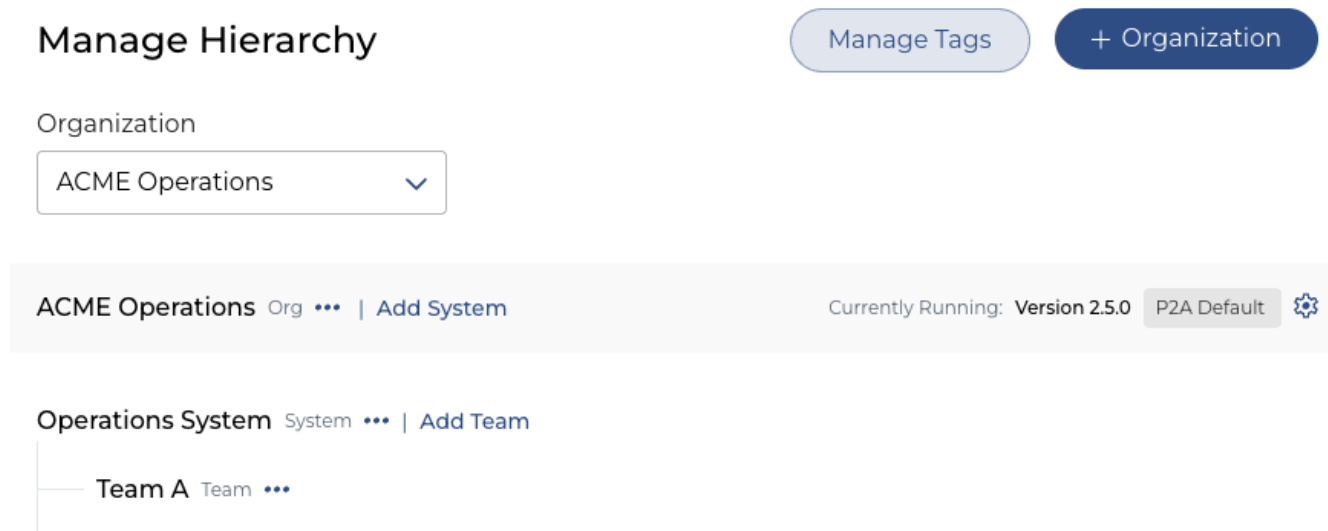 Manage Hierarchy Manage Tags + Organization
Organization
ACME Operations
ACME Operations Org ••• | Add System Currently Running: Version 2.5.0 P2A Default
Operations System System ••• | Add Team
Team A Team •••